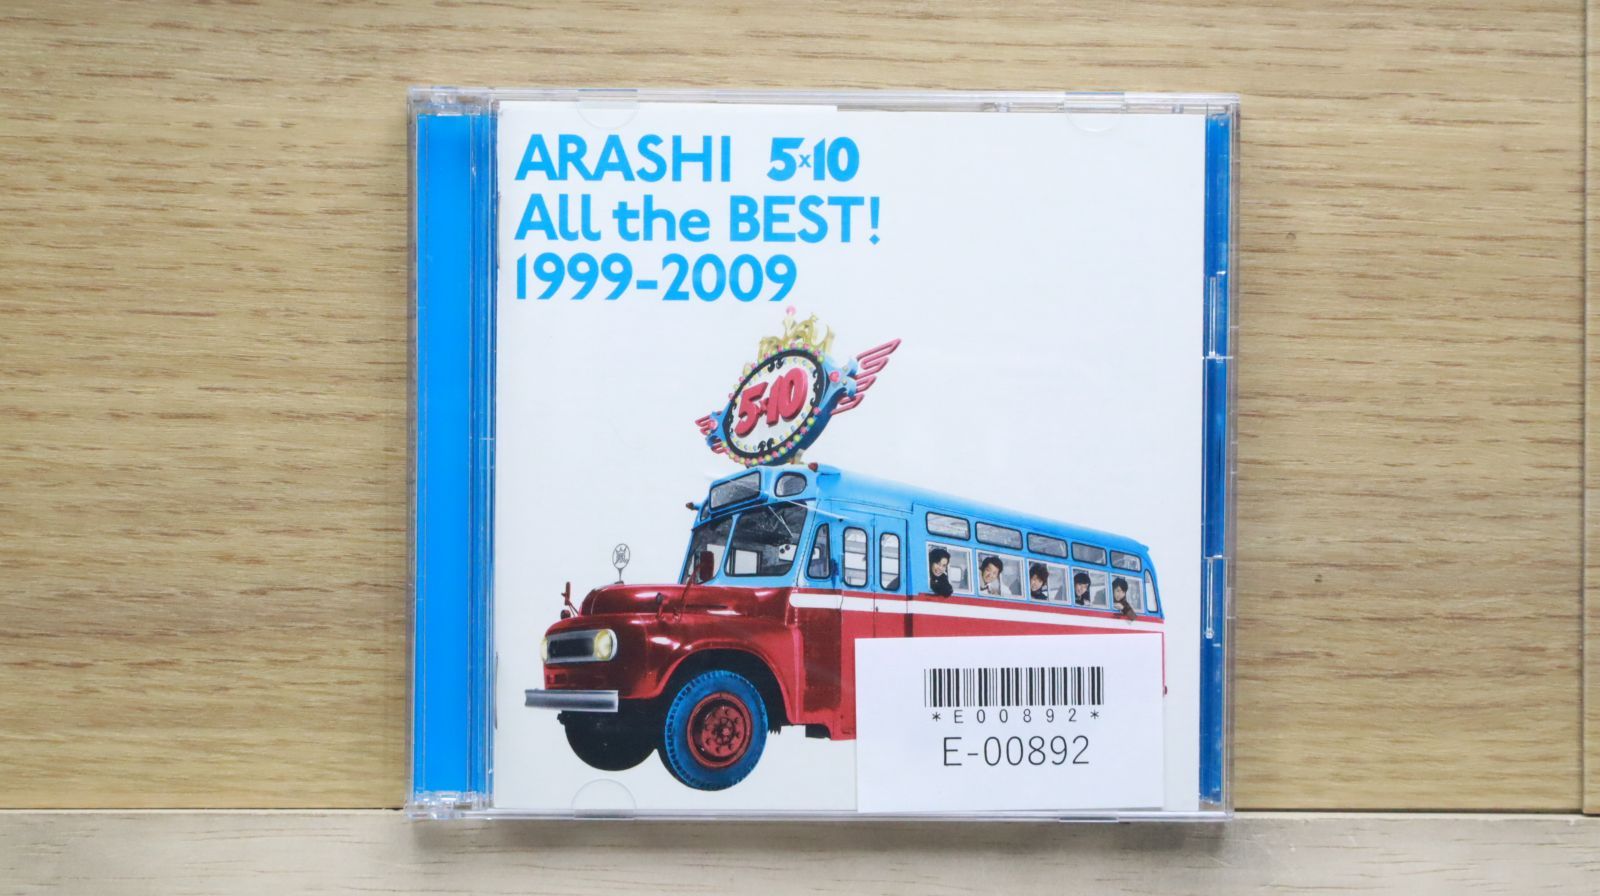 ARASHI 5×10
All the BEST!
1999-2009
5×10
*E00892*
E-00892